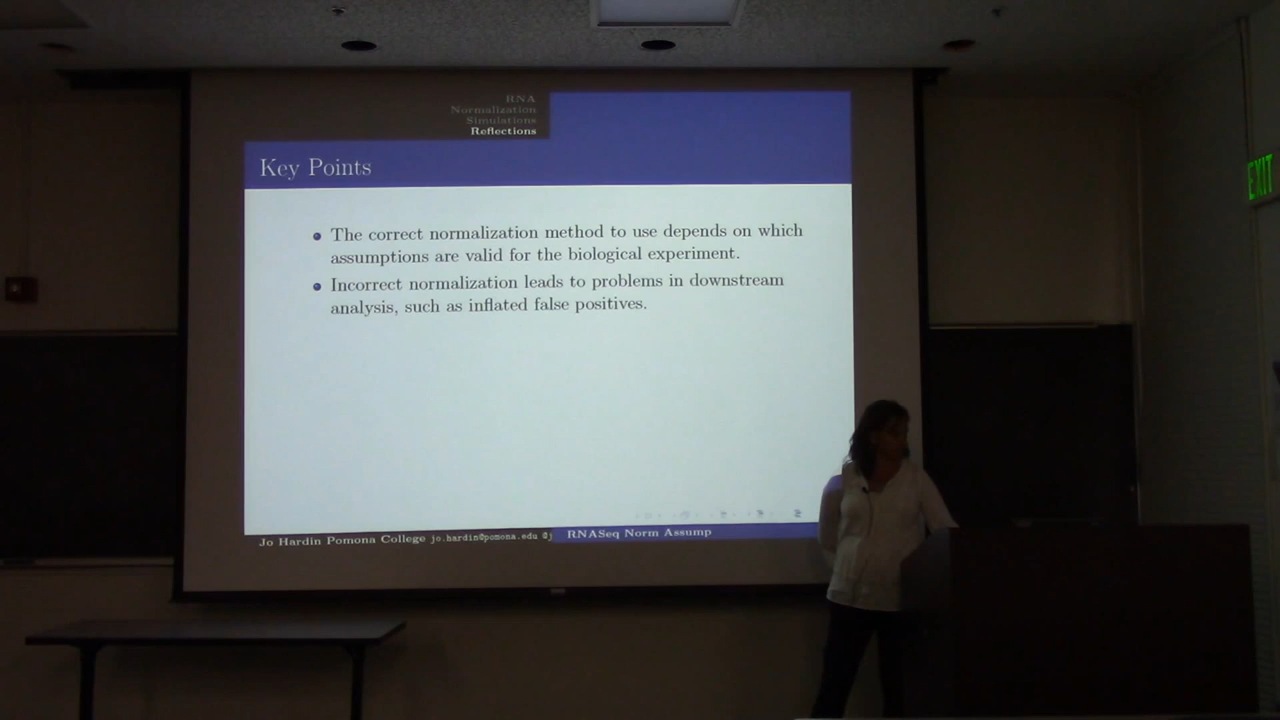 RNA
Normalization
Simulations
Reflections
Key Points
The correct normalization method to use depends on which
assumptions are valid for the biological experiment.
Incorrect normalization leads to problems in downstream
analysis, such as inflated false positives.
Jo Hardin Pomona College jo.hardin@pomona.edu @j
RNASeq Norm Assump
EXIT